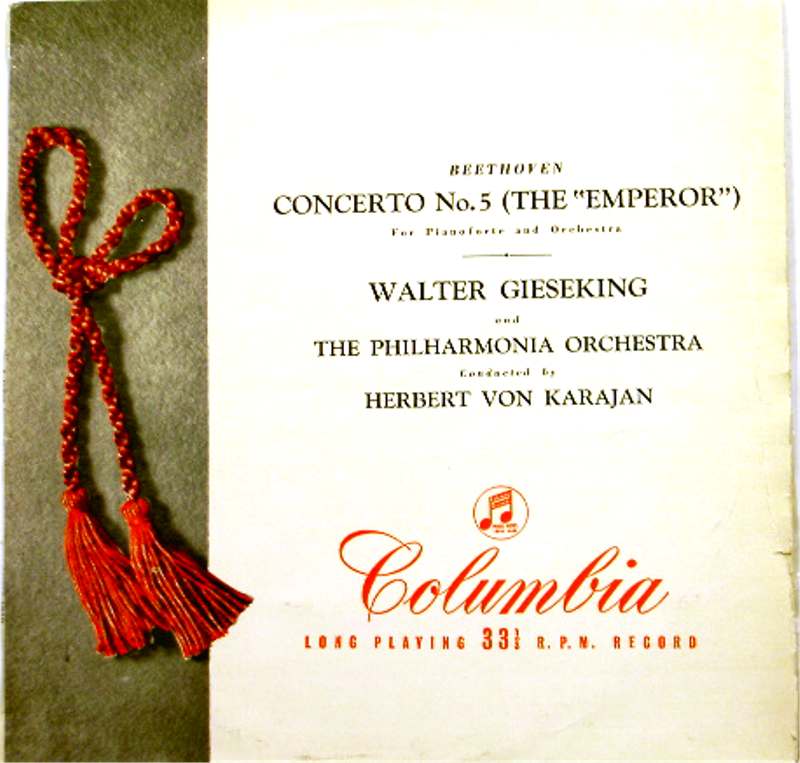 BEETHOVEN
CONCERTO No. 5 (THE "EMPEROR")
For Pianoforte and Orchestra
WALTER GIESEKING
and
THE PHILHARMONIA ORCHESTRA
Conducted by
HERBERT VON KARAJAN
Columbia
LONG PLAYING 33⅓ R.P.M. RECORD